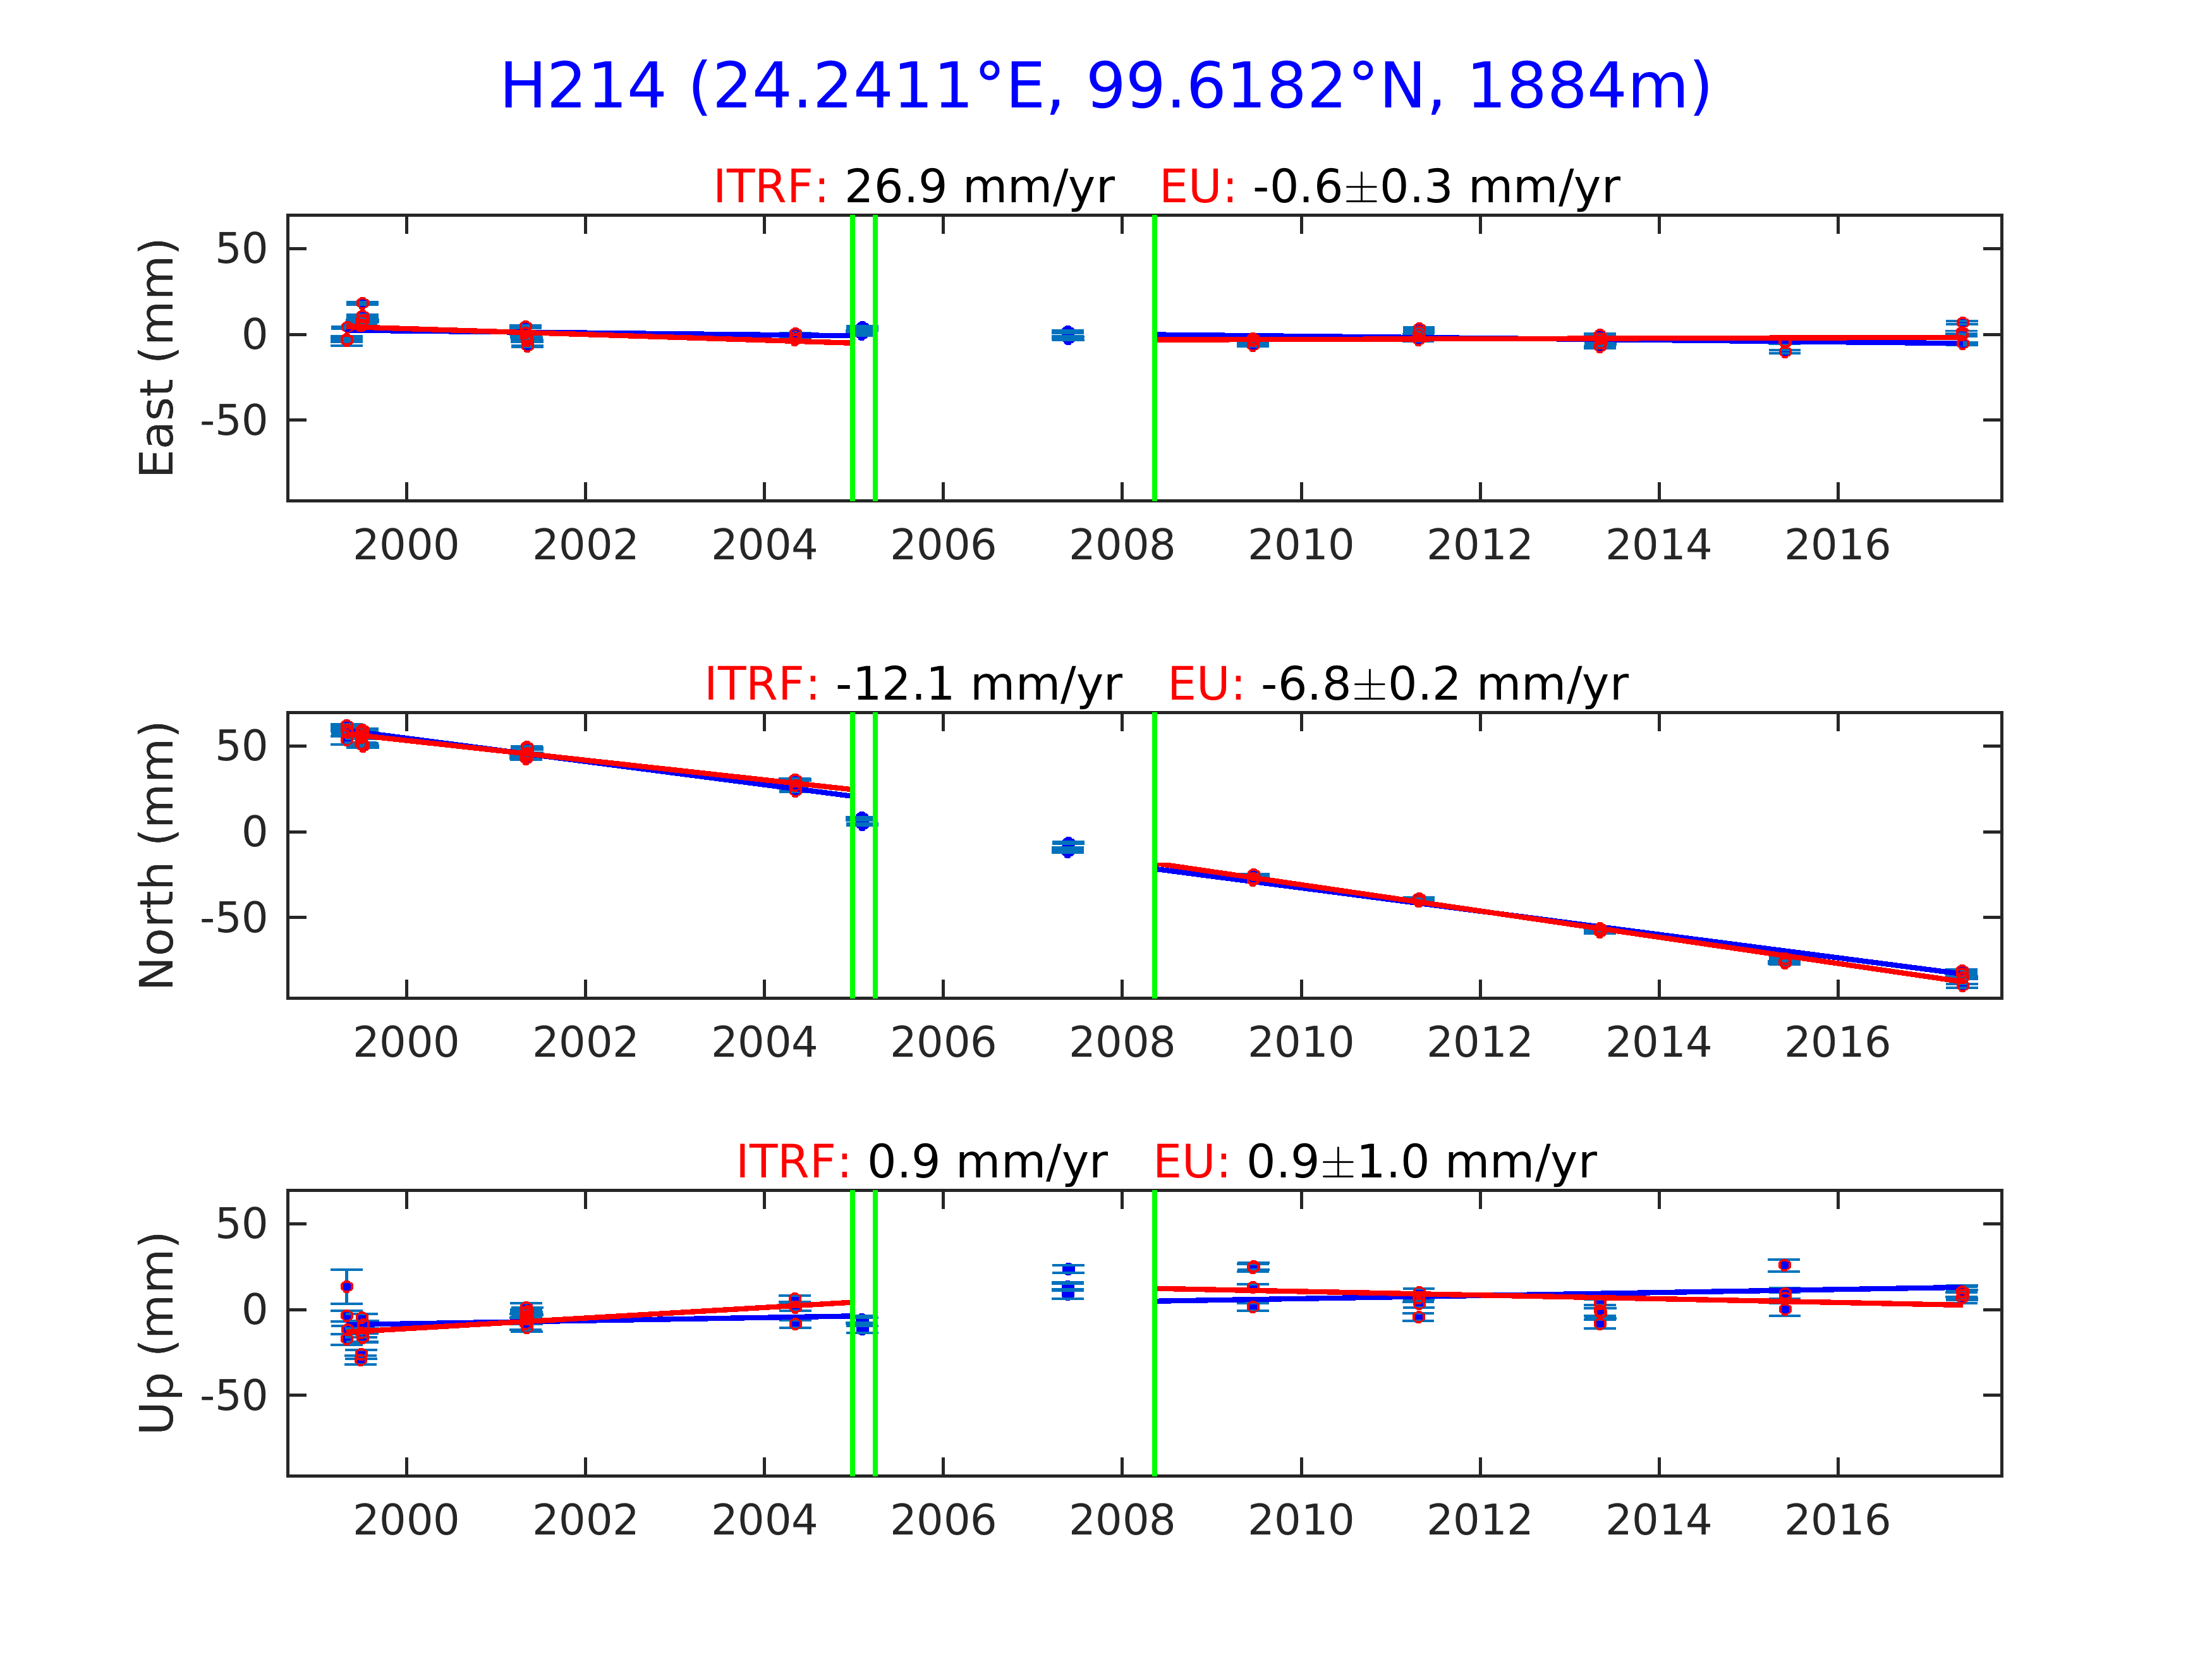 H214 (24.2411°E, 99.6182°N, 1884m)
ITRF: 26.9 mm/yr EU: -0.6±0.3 mm/yr
East (mm)
50
0
-50
2000 2002 2004 2006 2008 2010 2012 2014 2016
ITRF: -12.1 mm/yr EU: -6.8±0.2 mm/yr
North (mm)
50
0
-50
2000 2002 2004 2006 2008 2010 2012 2014 2016
ITRF: 0.9 mm/yr EU: 0.9±1.0 mm/yr
Up (mm)
50
0
-50
2000 2002 2004 2006 2008 2010 2012 2014 2016